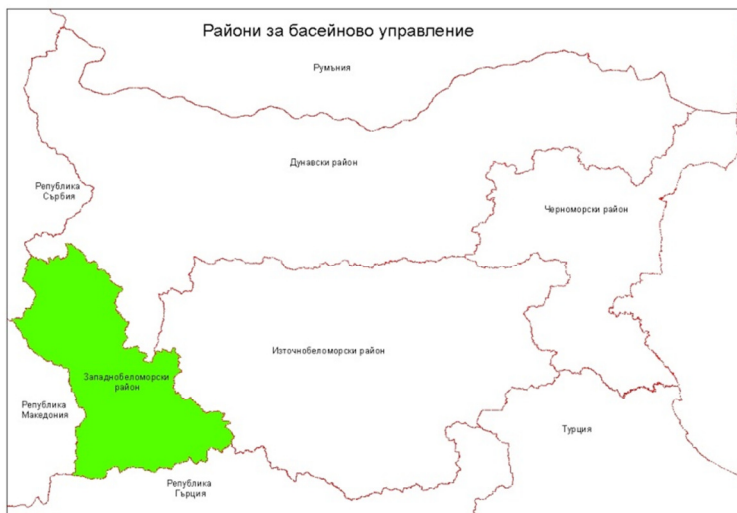 Райони за басейново управление
Румъния
Дунавски район
Република
Сърбия
Черноморски район
Източнобеломорски район
Западнобеломорски
район
Република
Македония
Турция
Република
Гърция